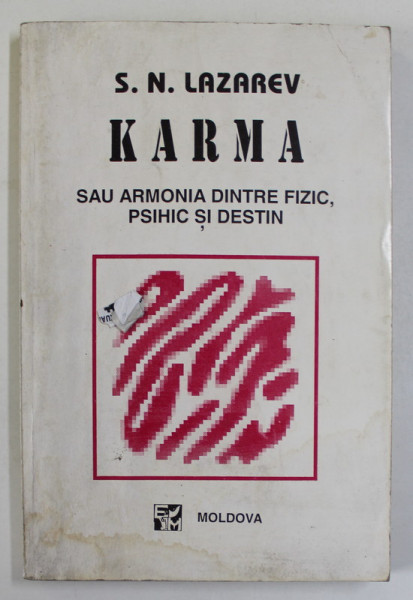 S. N. LAZAREV
KARMA
SAU ARMONIA DINTRE FIZIC,
PSIHIC ȘI DESTIN
MOLDOVA